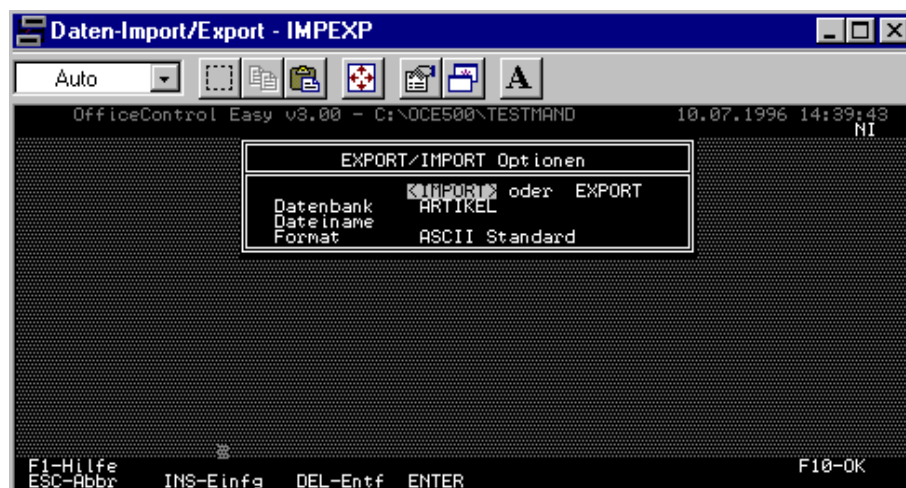 Daten-Import/Export - IMPEXP
Auto
A
OfficeControl Easy v3.00 - C:\OCE500\TESTMAND 10.07.1996 14:39:43
NI
EXPORT/IMPORT Optionen
<IMPORT> oder EXPORT
Datenbank ARTIKEL
Dateiname
Format ASCII Standard
F1-Hilfe F10-OK
ESC-Abbr INS-Einfg DEL-Entf ENTER